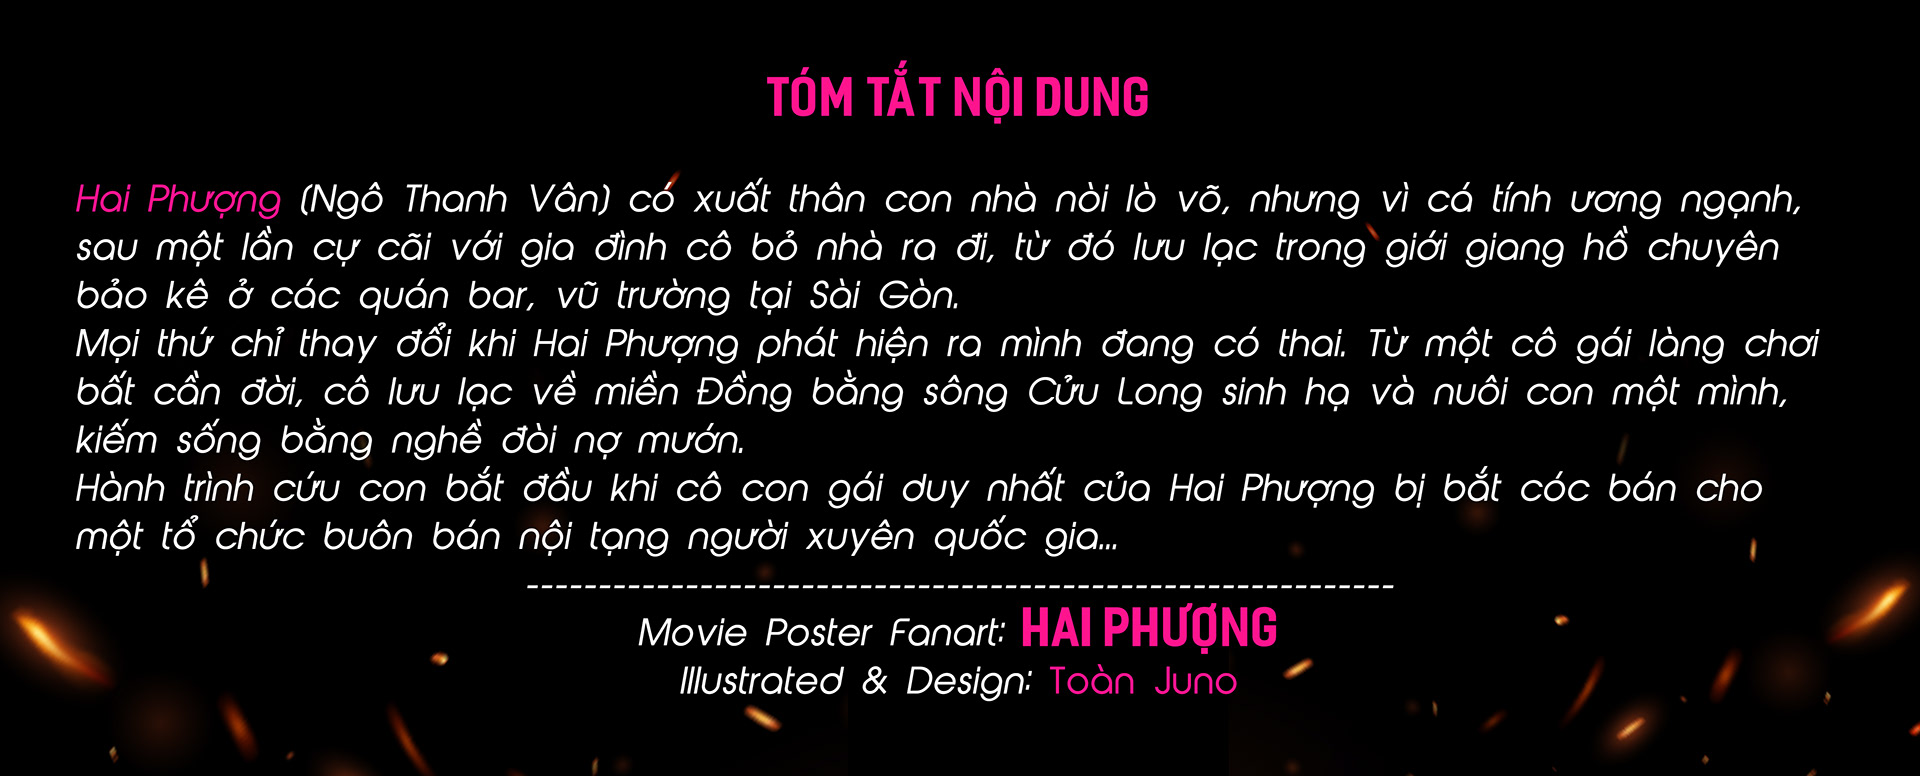 TÓM TẮT NỘI DUNG
Hai Phượng (Ngô Thanh Vân) có xuất thân con nhà nòi lò võ, nhưng vì cá tính ương ngạnh,
sau một lần cự cãi với gia đình cô bỏ nhà ra đi, từ đó lưu lạc trong giới giang hồ chuyên
bảo kê ở các quán bar, vũ trường tại Sài Gòn.
Mọi thứ chỉ thay đổi khi Hai Phượng phát hiện ra mình đang có thai. Từ một cô gái làng chơi
bất cần đời, cô lưu lạc về miền Đồng bằng sông Cửu Long sinh hạ và nuôi con một mình,
kiếm sống bằng nghề đòi nợ mướn.
Hành trình cứu con bắt đầu khi cô con gái duy nhất của Hai Phượng bị bắt cóc bán cho
một tổ chức buôn bán nội tạng người xuyên quốc gia...
--------------------------------------------------------------
Movie Poster Fanart: HAI PHƯỢNG
Illustrated & Design: Toàn Juno